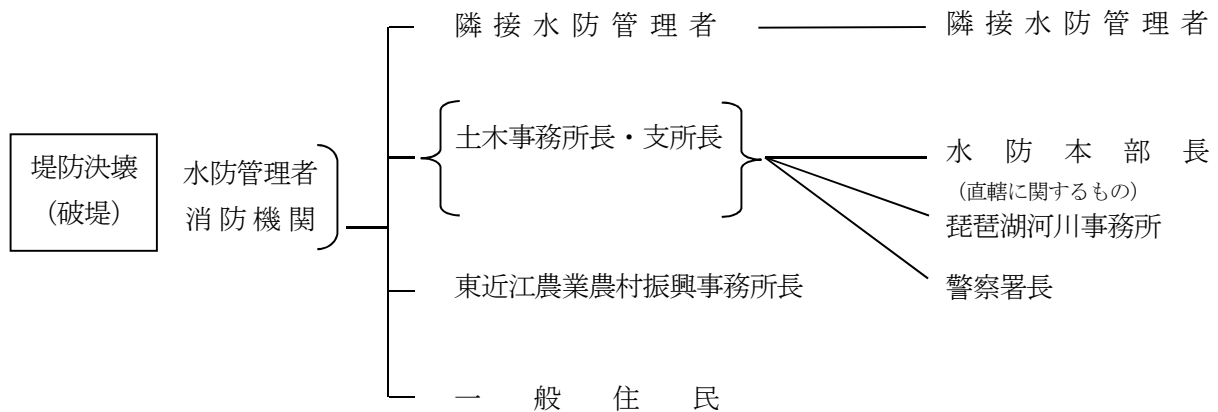 隣接水防管理者
隣接水防管理者
土木事務所長・支所長
堤防決壊
（破堤）
水防管理者
消防機関
水防本部長
（直轄に関するもの）
琵琶湖河川事務所
東近江農業農村振興事務所長
警察署長
一般住民